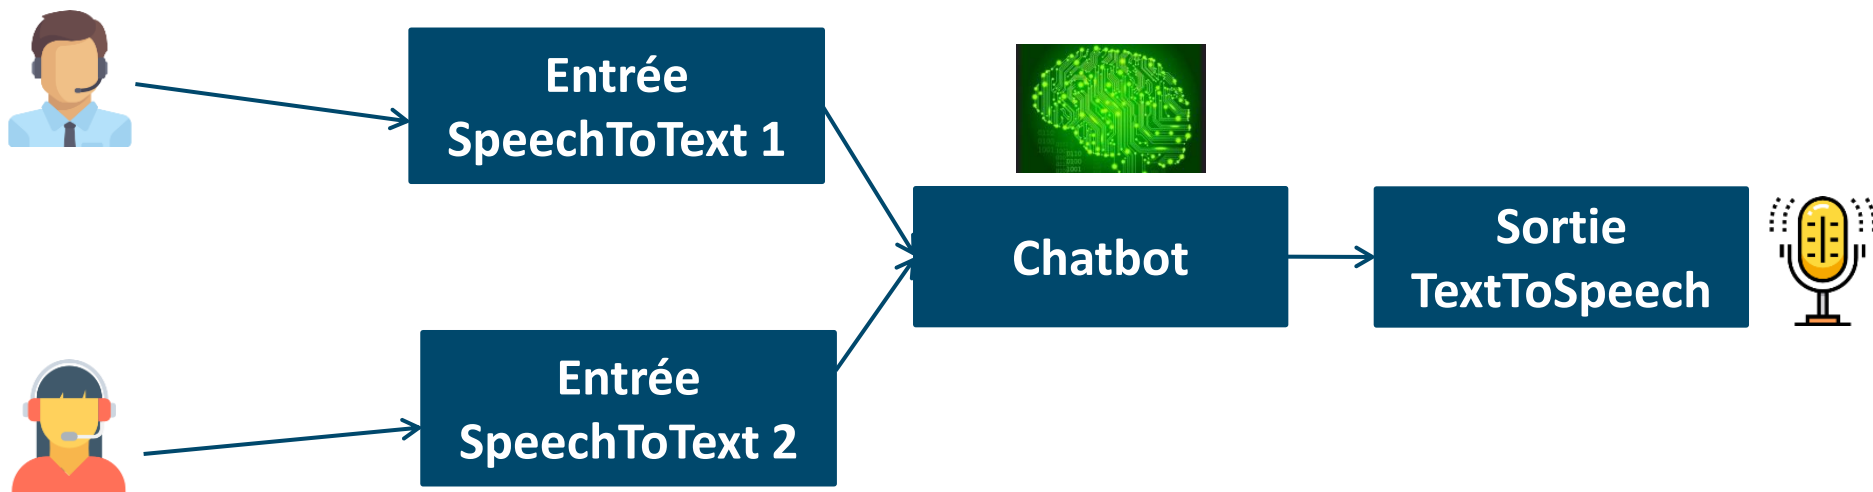 Entrée
SpeechToText 1
Chatbot
Sortie
TextToSpeech
Entrée
SpeechToText 2